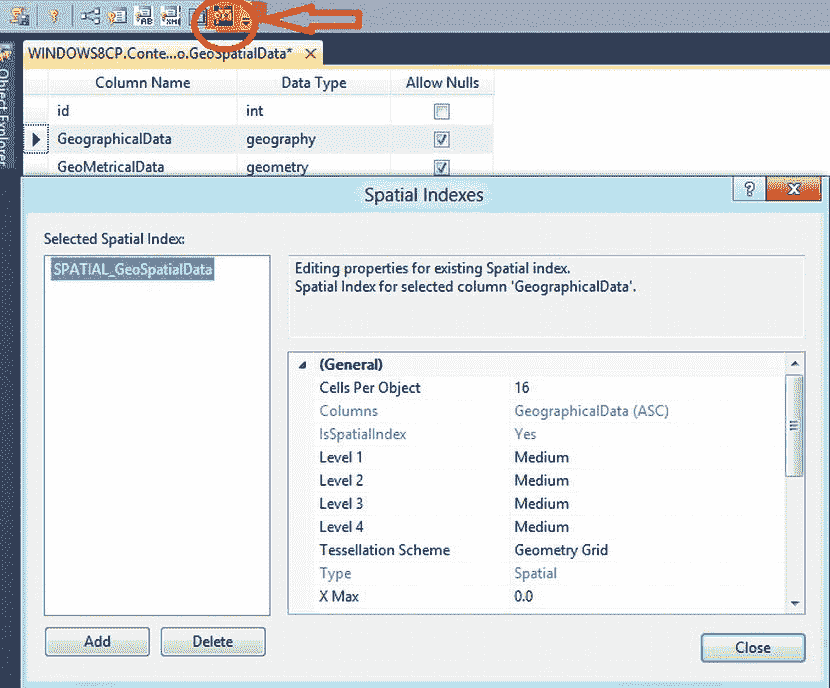 WINDOWS8CP.Conte...o.GeoSpatialData* ×
Object Explorer
Column Name Data Type Allow Nulls
id int
GeographicalData geography
GeoMetricalData geometry
Spatial Indexes
Selected Spatial Index:
SPATIAL_GeoSpatialData
Editing properties for existing Spatial index.
Spatial Index for selected column 'GeographicalData'.
(General)
Cells Per Object 16
Columns GeographicalData (ASC)
IsSpatialIndex Yes
Level 1 Medium
Level 2 Medium
Level 3 Medium
Level 4 Medium
Tessellation Scheme Geometry Grid
Type Spatial
X Max 0.0
Add Delete
Close